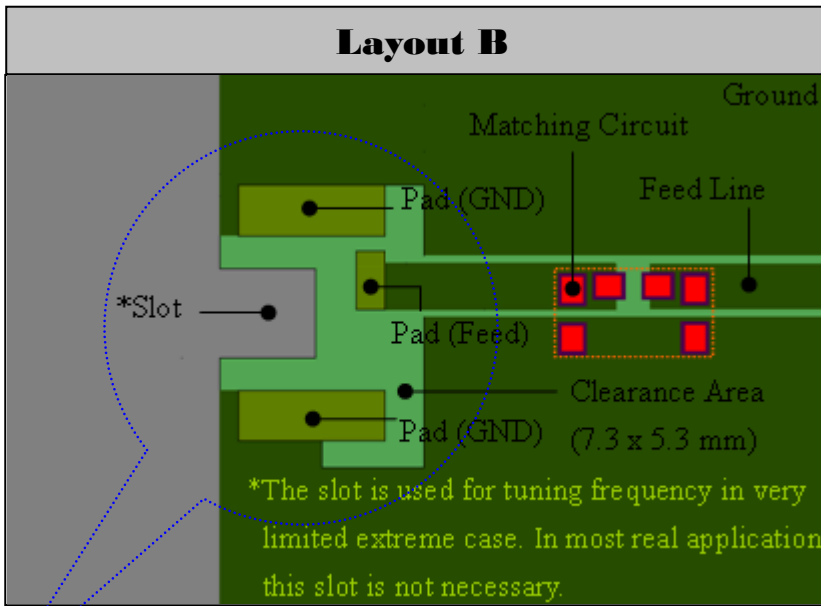 Layout B
Ground
Matching Circuit
Pad (GND)
Feed Line
*Slot
Pad (Feed)
Clearance Area
Pad (GND)
(7.3 x 5.3 mm)
*The slot is used for tuning frequency in very
limited extreme case. In most real application
this slot is not necessary.